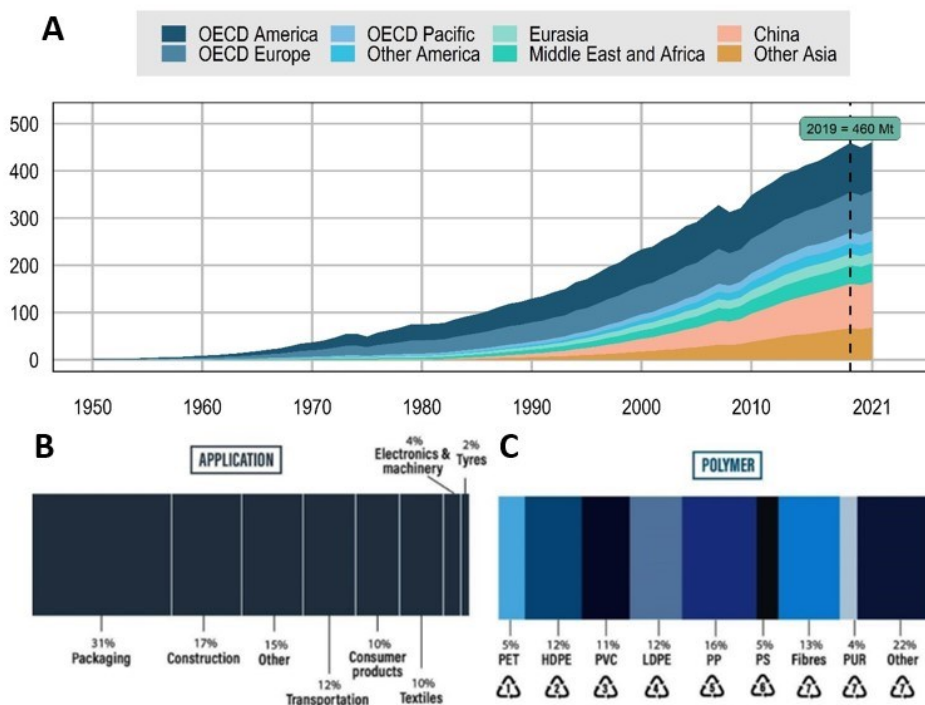 A
OECD America OECD Pacific Eurasia China
OECD Europe Other America Middle East and Africa Other Asia
500
2019 = 460 Mt
400
300
200
100
0
1950 1960 1970 1980 1990 2000 2010 2021
B
APPLICATION
4%
Electronics &
machinery
2%
Tyres
31%
Packaging
17%
Construction
15%
Other
12%
Transportation
10%
Consumer
products
10%
Textiles
C
POLYMER
5% 12% 11% 12% 16% 5% 13% 4% 22%
PET HDPE PVC LDPE PP PS Fibres PUR Other
1 2 3 4 5 6 7 7 7